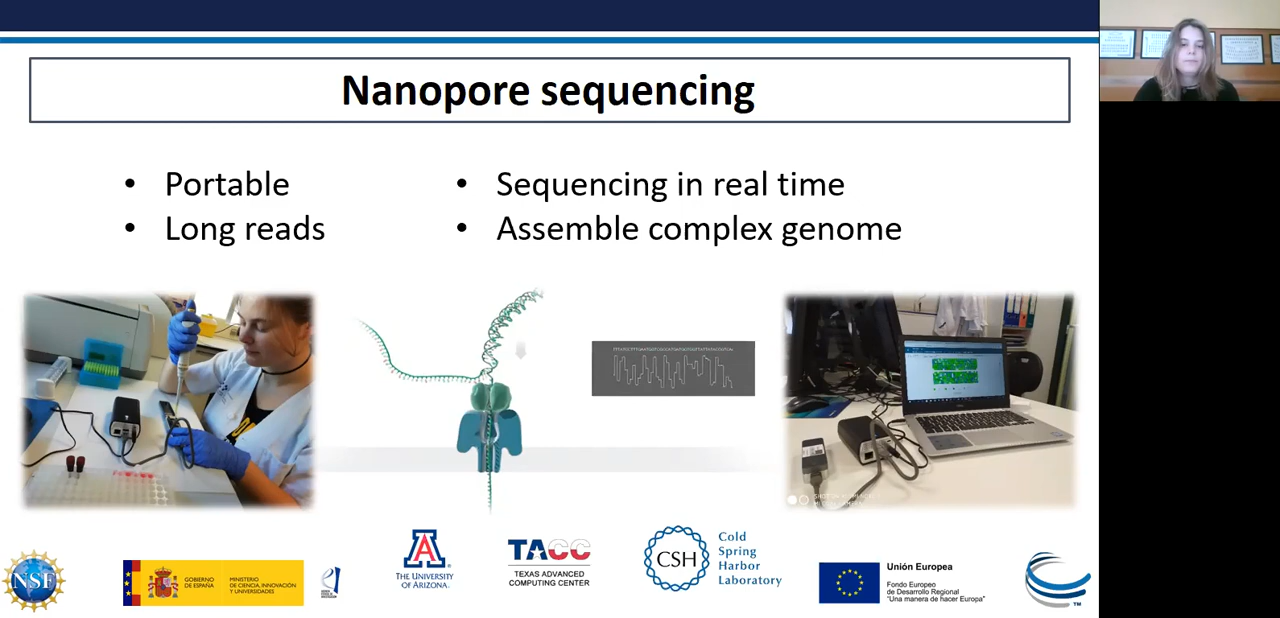 Nanopore sequencing
• Portable
• Long reads
• Sequencing in real time
• Assemble complex genome
NSF
GOBIERNO
DE ESPAÑA
MINISTERIO
DE CIENCIA, INNOVACIÓN
Y UNIVERSIDADES
THE UNIVERSITY
OF ARIZONA
TACC
TEXAS ADVANCED
COMPUTING CENTER
CSH
Cold
Spring
Harbor
Laboratory
Unión Europea
Fondo Europeo
de Desarrollo Regional
"Una manera de hacer Europa"
TM